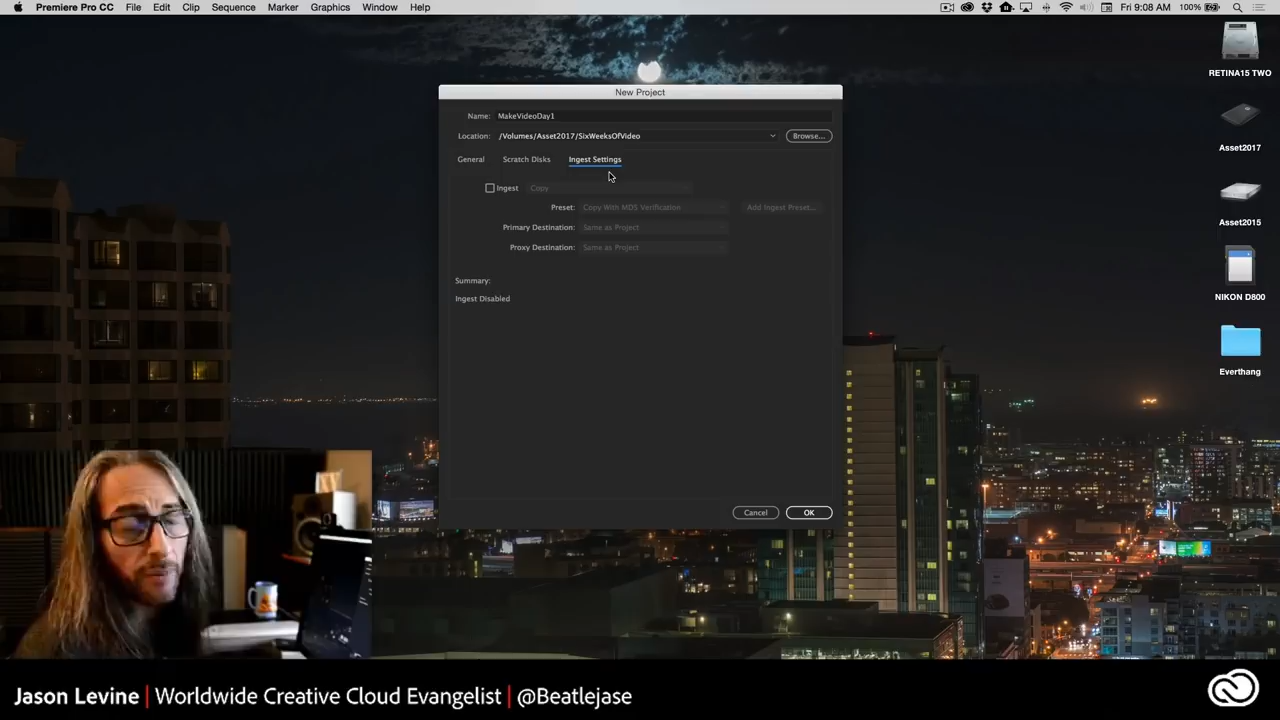 Premiere Pro CC File Edit Clip Sequence Marker Graphics Window Help Fri 9:08 AM 100%
New Project
Name: MakeVideoDay1
Location: /Volumes/Asset2017/SixWeeksOfVideo Browse...
General Scratch Disks Ingest Settings
Ingest Copy
Preset: Copy With MD5 Verification Add Ingest Preset...
Primary Destination: Same as Project
Proxy Destination: Same as Project
Summary:
Ingest Disabled
Cancel OK
RETINA15 TWO
Asset2017
Asset2015
NIKON D800
Everthang
Jason Levine | Worldwide Creative Cloud Evangelist | @Beatlejase